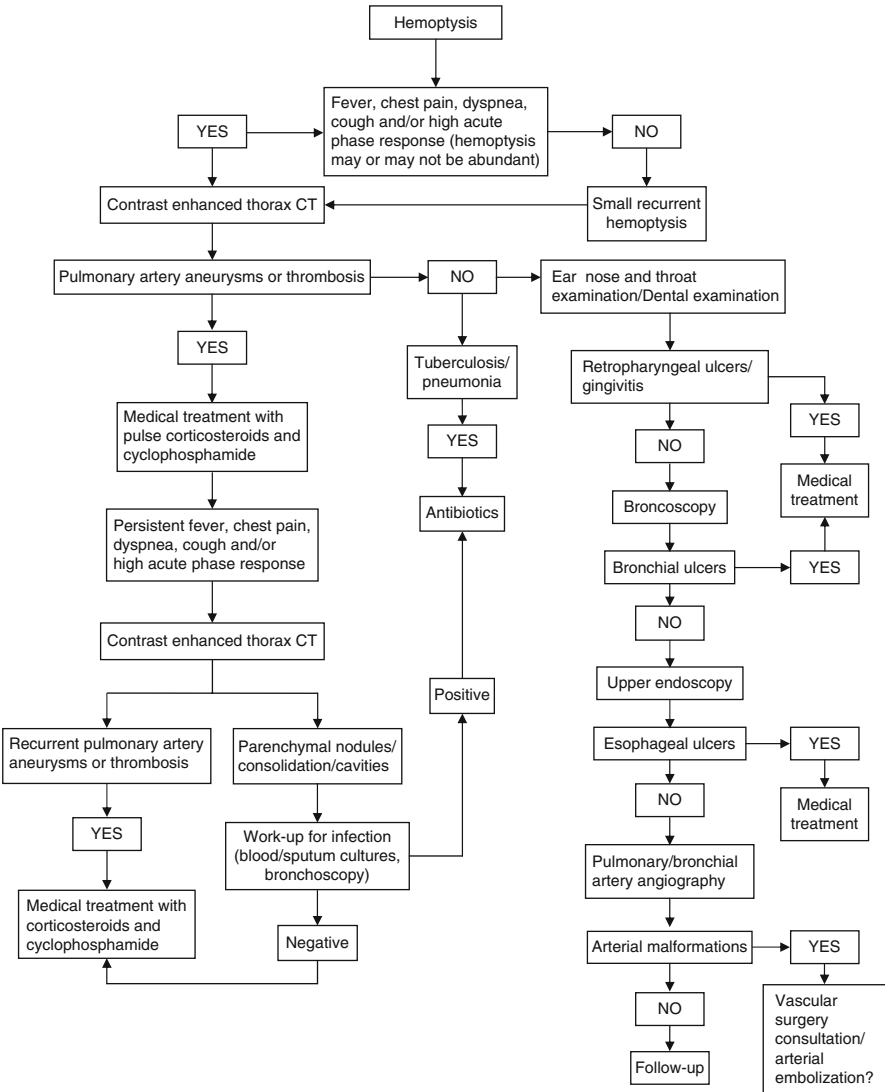 Hemoptysis
Fever, chest pain, dyspnea,
cough and/or high acute
phase response (hemoptysis
may or may not be abundant)
YES
NO
Contrast enhanced thorax CT
Small recurrent
hemoptysis
Pulmonary artery aneurysms or thrombosis
NO
Ear nose and throat
examination/Dental examination
YES
Tuberculosis/
pneumonia
Retropharyngeal ulcers/
gingivitis
Medical treatment with
pulse corticosteroids and
cyclophosphamide
YES
NO
YES
Medical
treatment
Persistent fever, chest pain,
dyspnea, cough and/or
high acute phase response
Antibiotics
Broncoscopy
Bronchial ulcers
YES
Contrast enhanced thorax CT
NO
Positive
Upper endoscopy
Recurrent pulmonary artery
aneurysms or thrombosis
Parenchymal nodules/
consolidation/cavities
Esophageal ulcers
YES
YES
Work-up for infection
(blood/sputum cultures,
bronchoscopy)
NO
Medical
treatment
Pulmonary/bronchial
artery angiography
Medical treatment with
corticosteroids and
cyclophosphamide
Negative
Arterial malformations
YES
NO
Vascular
surgery
consultation/
arterial
embolization?
Follow-up